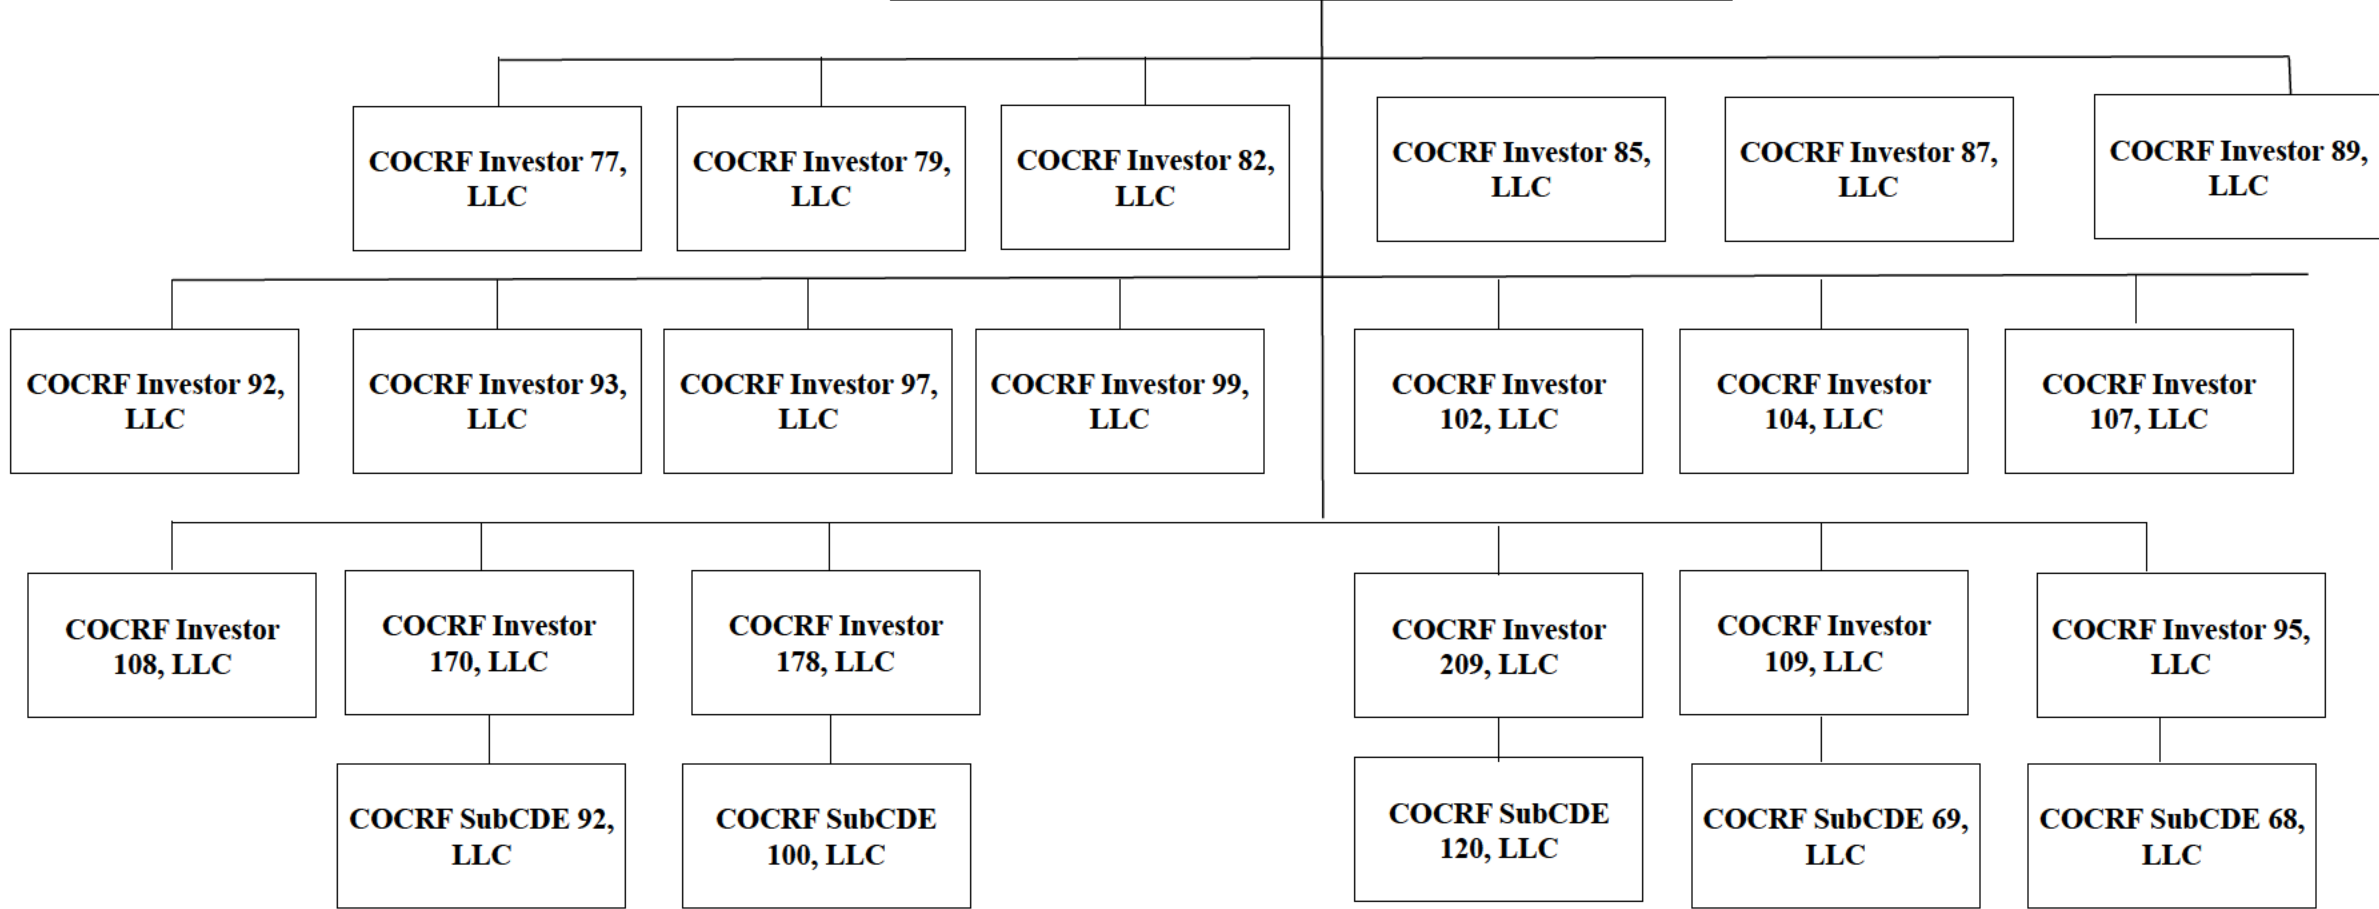 COCRF Investor 77,
LLC
COCRF Investor 79,
LLC
COCRF Investor 82,
LLC
COCRF Investor 85,
LLC
COCRF Investor 87,
LLC
COCRF Investor 89,
LLC
COCRF Investor 92,
LLC
COCRF Investor 93,
LLC
COCRF Investor 97,
LLC
COCRF Investor 99,
LLC
COCRF Investor
102, LLC
COCRF Investor
104, LLC
COCRF Investor
107, LLC
COCRF Investor
108, LLC
COCRF Investor
170, LLC
COCRF Investor
178, LLC
COCRF Investor
209, LLC
COCRF Investor
109, LLC
COCRF Investor 95,
LLC
COCRF SubCDE 92,
LLC
COCRF SubCDE
100, LLC
COCRF SubCDE
120, LLC
COCRF SubCDE 69,
LLC
COCRF SubCDE 68,
LLC